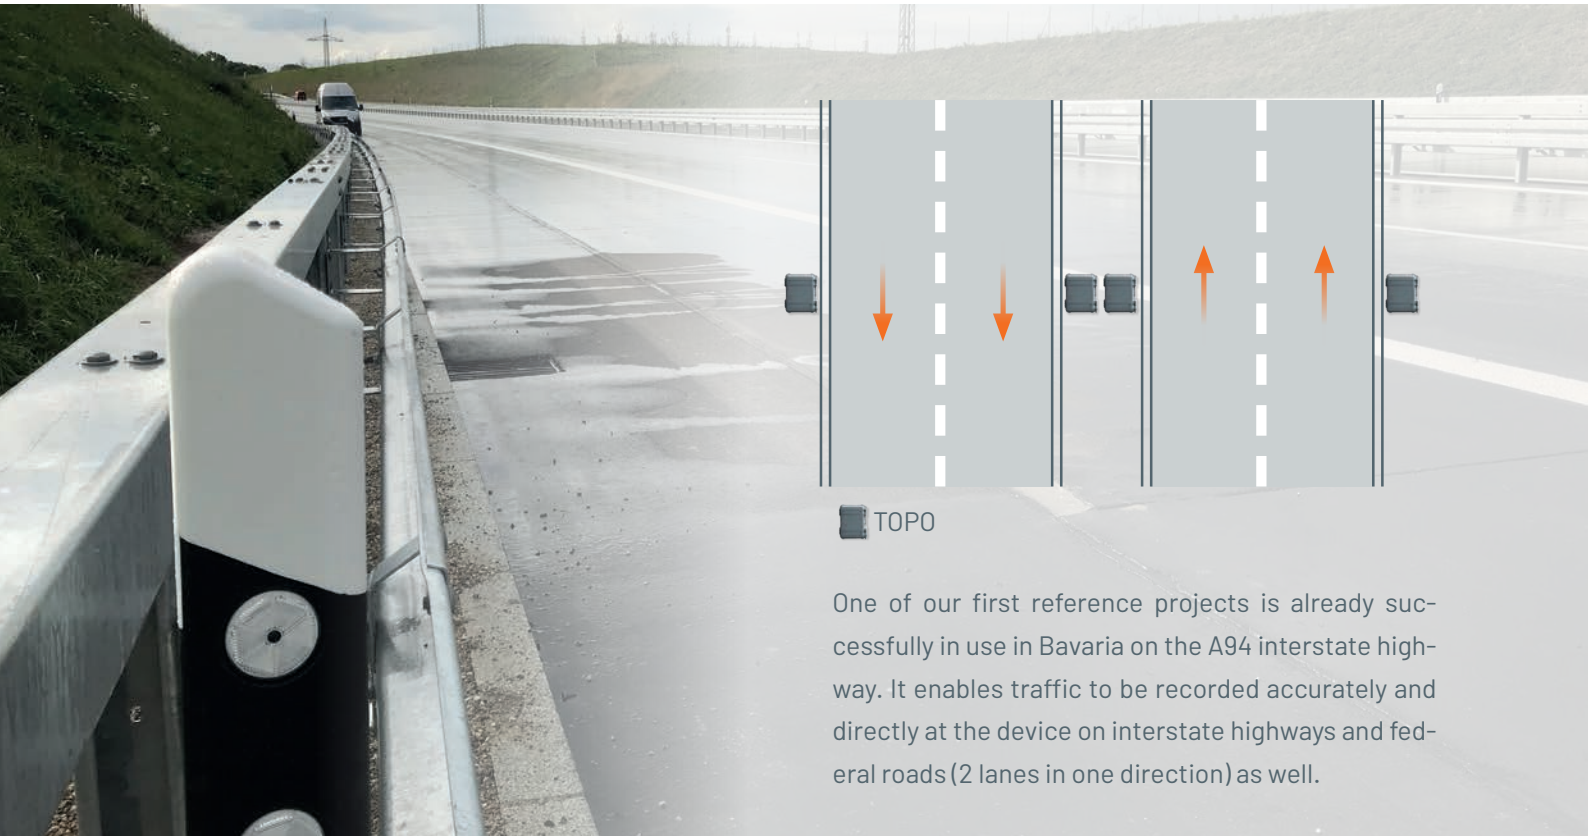 TOPO
One of our first reference projects is already suc-
cessfully in use in Bavaria on the A94 interstate high-
way. It enables traffic to be recorded accurately and
directly at the device on interstate highways and fed-
eral roads (2 lanes in one direction) as well.